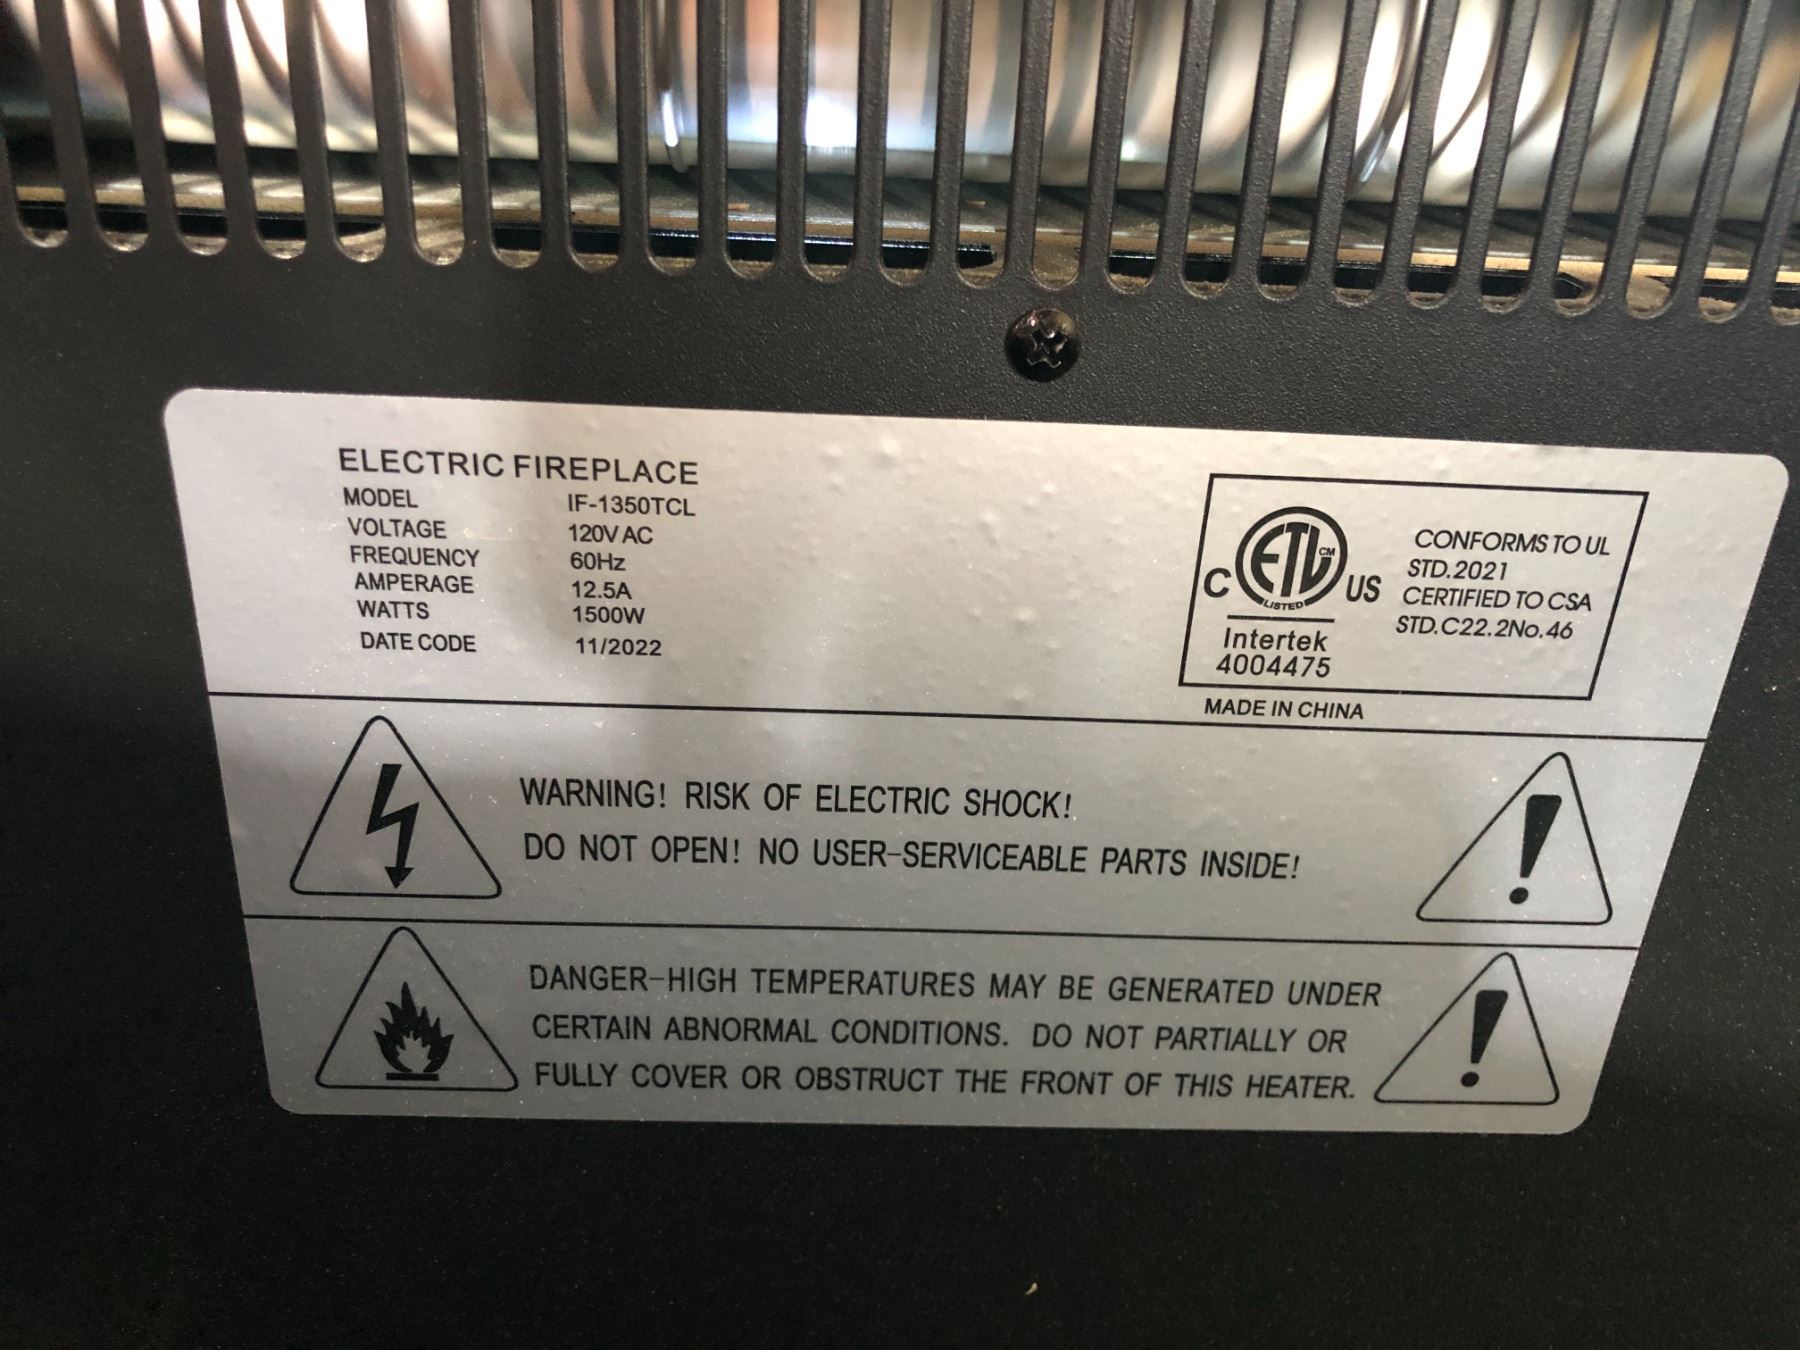 ELECTRIC FIREPLACE
MODEL IF-1350TCL
VOLTAGE 120V AC
FREQUENCY 60Hz
AMPERAGE 12.5A
WATTS 1500W
DATE CODE 11/2022
C ETL CM LISTED US
Intertek
4004475
CONFORMS TO UL
STD.2021
CERTIFIED TO CSA
STD.C22.2No.46
MADE IN CHINA
WARNING! RISK OF ELECTRIC SHOCK!
DO NOT OPEN! NO USER-SERVICEABLE PARTS INSIDE!
DANGER-HIGH TEMPERATURES MAY BE GENERATED UNDER
CERTAIN ABNORMAL CONDITIONS. DO NOT PARTIALLY OR
FULLY COVER OR OBSTRUCT THE FRONT OF THIS HEATER.